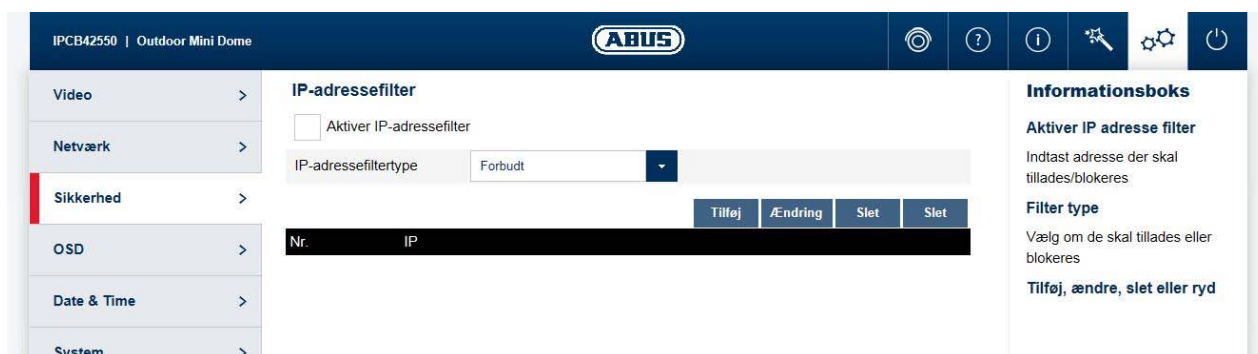 IPCB42550 | Outdoor Mini Dome
ABUS
Video
Netværk
Sikkerhed
OSD
Date & Time
System
IP-adressefilter
Aktiver IP-adressefilter
IP-adressefiltertype Forbudt
Tilføj Ændring Slet Slet
Nr. IP
Informationsboks
Aktiver IP adresse filter
Indtast adresse der skal
tillades/blokeres
Filter type
Vælg om de skal tillades eller
blokeres
Tilføj, ændre, slet eller ryd